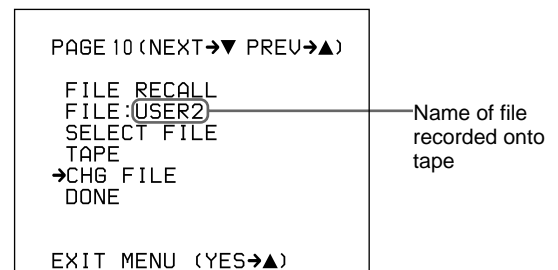 PAGE 10 (NEXT➔▼ PREV➔▲)
FILE RECALL
FILE:USER2
SELECT FILE
TAPE
➔CHG FILE
DONE
EXIT MENU (YES➔▲)
Name of file
recorded onto
tape